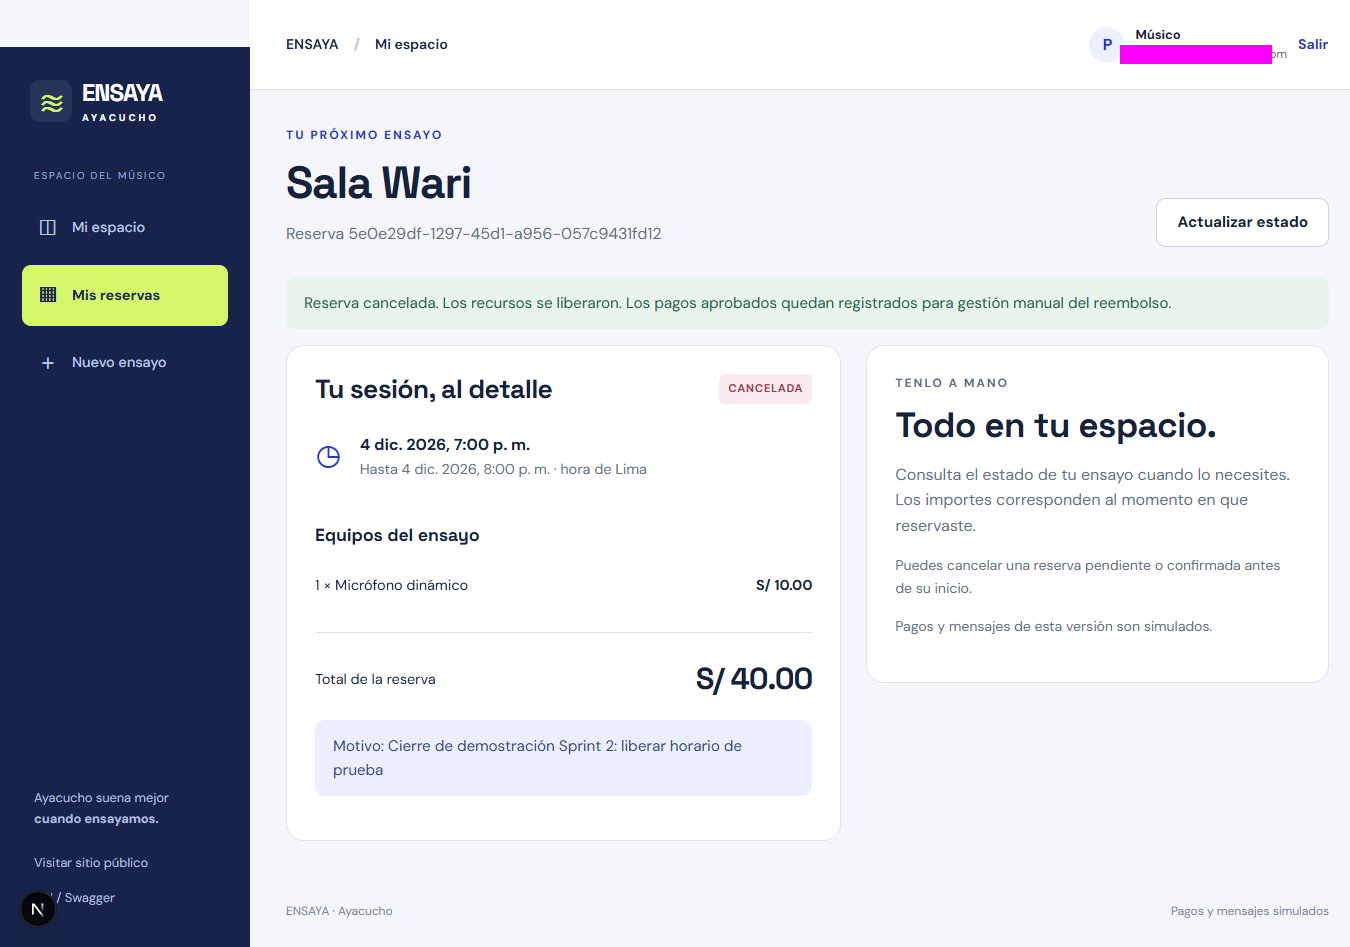 ENSAYA
AYACUCHO
ESPACIO DEL MÚSICO
Mi espacio
Mis reservas
Nuevo ensayo
Ayacucho suena mejor
cuando ensayamos.
Visitar sitio público
/ Swagger
N
ENSAYA / Mi espacio
P
Músico
om
Salir
TU PRÓXIMO ENSAYO
Sala Wari
Reserva 5e0e29df-1297-45d1-a956-057c9431fd12
Actualizar estado
Reserva cancelada. Los recursos se liberaron. Los pagos aprobados quedan registrados para gestión manual del reembolso.
Tu sesión, al detalle
CANCELADA
4 dic. 2026, 7:00 p. m.
Hasta 4 dic. 2026, 8:00 p. m. · hora de Lima
Equipos del ensayo
1 × Micrófono dinámico S/ 10.00
Total de la reserva S/ 40.00
Motivo: Cierre de demostración Sprint 2: liberar horario de
prueba
TENLO A MANO
Todo en tu espacio.
Consulta el estado de tu ensayo cuando lo necesites.
Los importes corresponden al momento en que
reservaste.
Puedes cancelar una reserva pendiente o confirmada antes
de su inicio.
Pagos y mensajes de esta versión son simulados.
ENSAYA · Ayacucho
Pagos y mensajes simulados